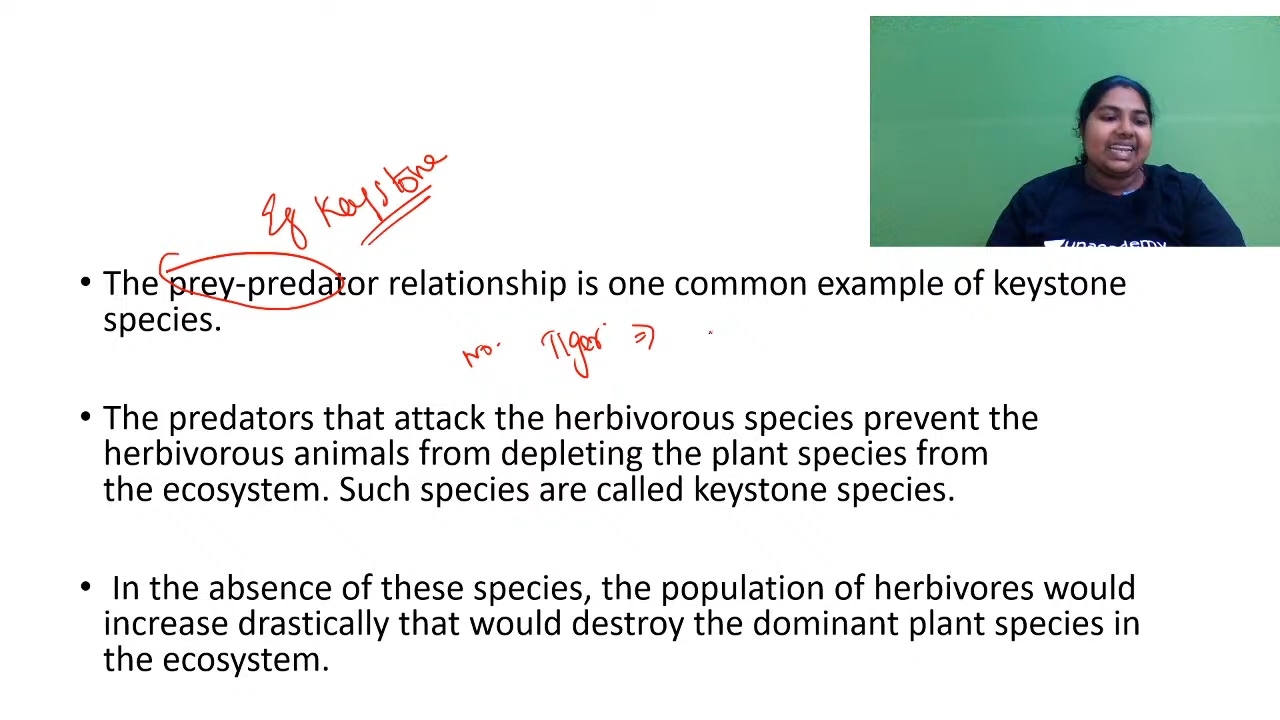 Eg Keystone
• The prey-predator relationship is one common example of keystone
species.
No. Tiger ⇒
• The predators that attack the herbivorous species prevent the
herbivorous animals from depleting the plant species from
the ecosystem. Such species are called keystone species.
• In the absence of these species, the population of herbivores would
increase drastically that would destroy the dominant plant species in
the ecosystem.
unacademy